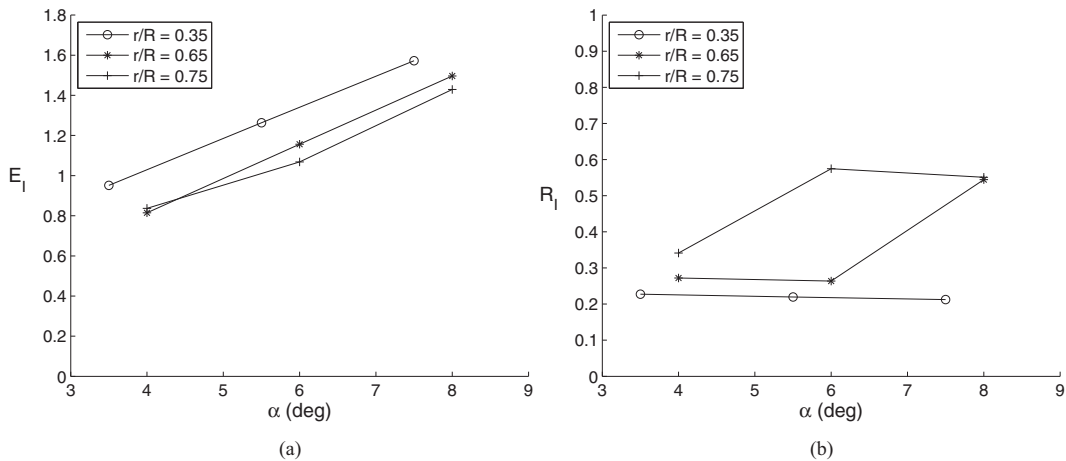 1.8
1.6
1.4
1.2
1
0.8
0.6
0.4
0.2
0
E_l
r/R = 0.35
r/R = 0.65
r/R = 0.75
3 4 5 6 7 8 9
α (deg)
(a)
1
0.9
0.8
0.7
0.6
0.5
0.4
0.3
0.2
0.1
0
R_l
r/R = 0.35
r/R = 0.65
r/R = 0.75
3 4 5 6 7 8 9
α (deg)
(b)